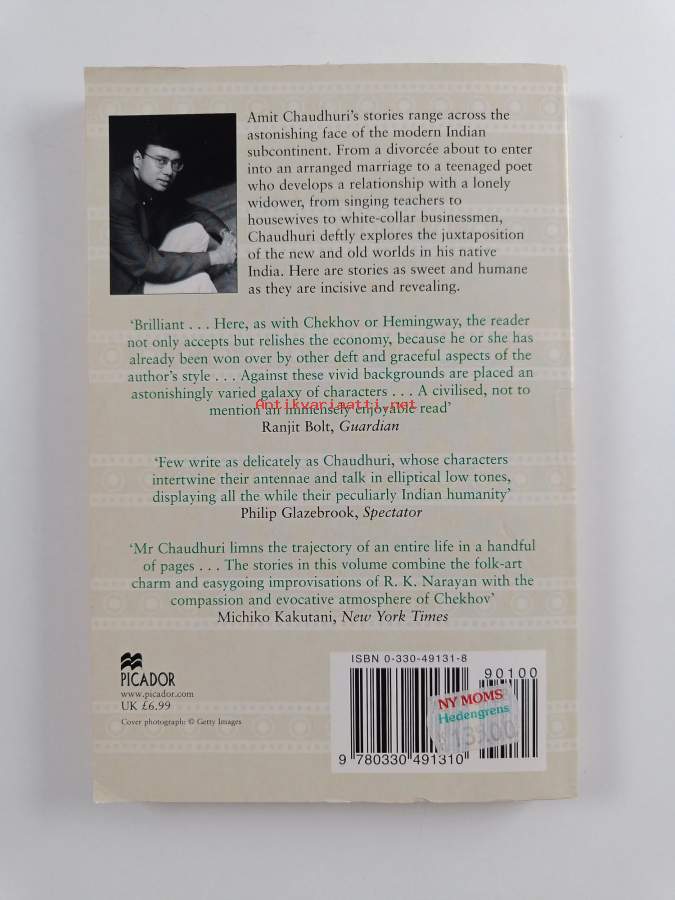 Amit Chaudhuri's stories range across the
astonishing face of the modern Indian
subcontinent. From a divorcée about to enter
into an arranged marriage to a teenaged poet
who develops a relationship with a lonely
widower, from singing teachers to
housewives to white-collar businessmen,
Chaudhuri deftly explores the juxtaposition
of the new and old worlds in his native
India. Here are stories as sweet and humane
as they are incisive and revealing.
'Brilliant . . . Here, as with Chekhov or Hemingway, the reader
not only accepts but relishes the economy, because he or she has
already been won over by other deft and graceful aspects of the
author's style . . . Against these vivid backgrounds are placed an
astonishingly varied galaxy of characters . . . A civilised, not to
mention an immensely enjoyable read'
Antikvariaatti.net
Ranjit Bolt, Guardian
'Few write as delicately as Chaudhuri, whose characters
intertwine their antennae and talk in elliptical low tones,
displaying all the while their peculiarly Indian humanity'
Philip Glazebrook, Spectator
'Mr Chaudhuri limns the trajectory of an entire life in a handful
of pages . . . The stories in this volume combine the folk-art
charm and easygoing improvisations of R. K. Narayan with the
compassion and evocative atmosphere of Chekhov'
Michiko Kakutani, New York Times
PICADOR
www.picador.com
UK £6.99
Cover photograph: © Getty Images
ISBN 0-330-49131-8
90100
NY MOMS
Hedengrens
9 780330 491310